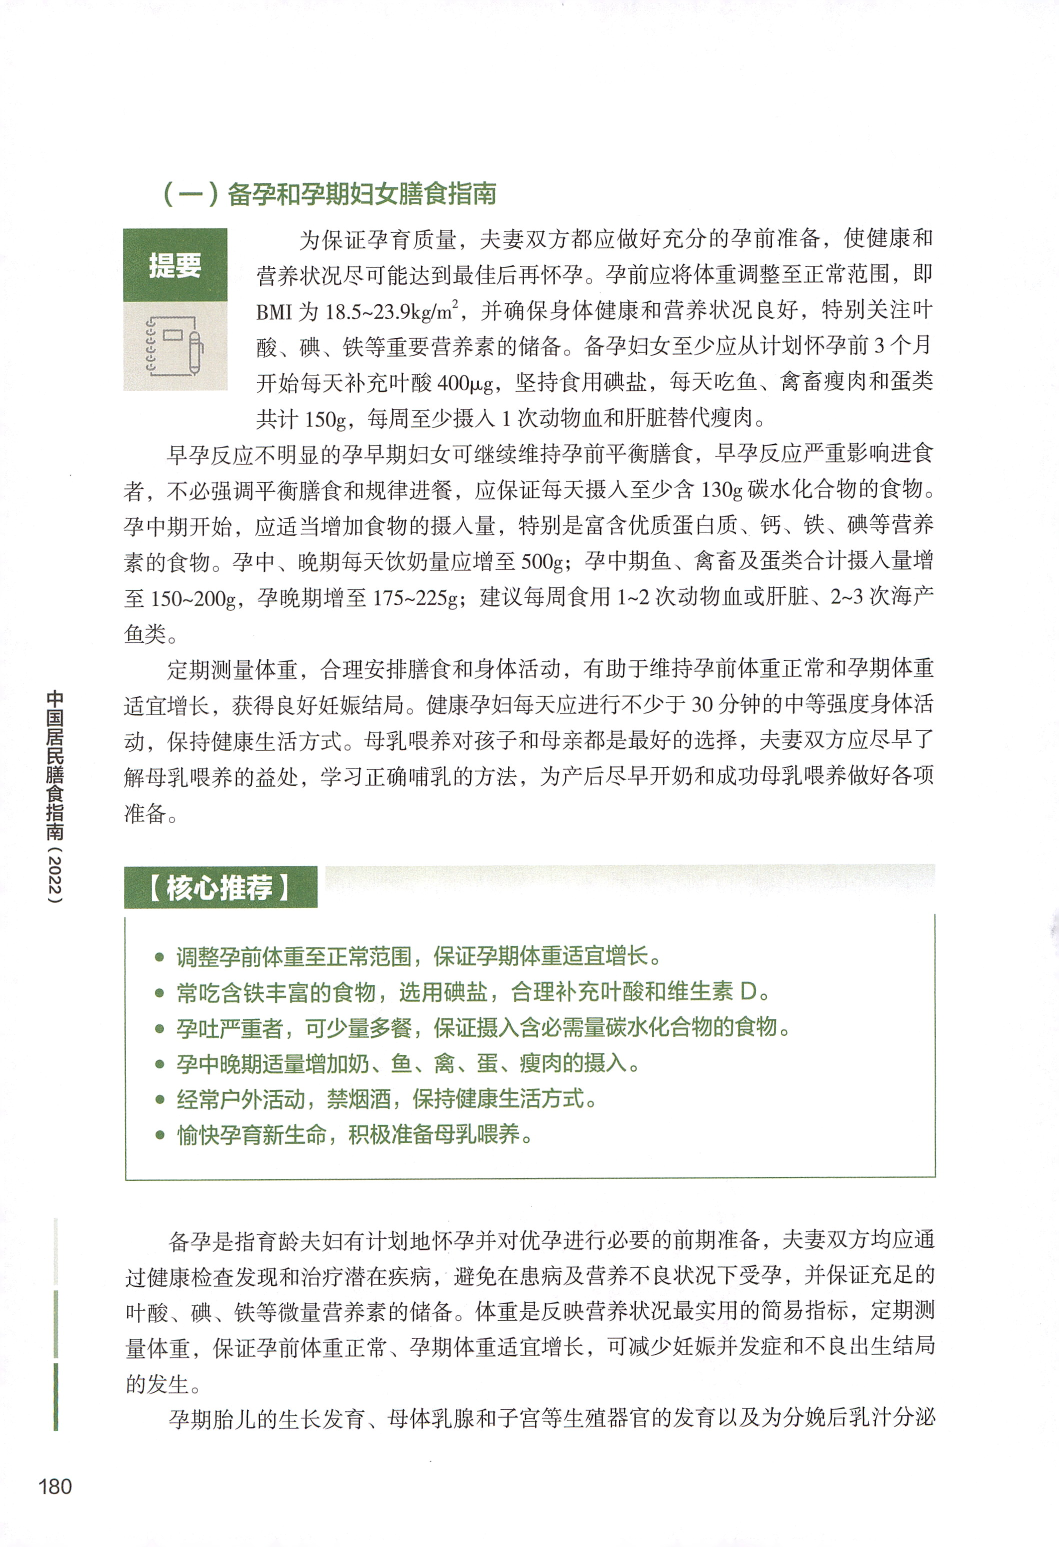 （一）备孕和孕期妇女膳食指南
提要
为保证孕育质量，夫妻双方都应做好充分的孕前准备，使健康和
营养状况尽可能达到最佳后再怀孕。孕前应将体重调整至正常范围，即
BMI 为 18.5~23.9kg/m²，并确保身体健康和营养状况良好，特别关注叶
酸、碘、铁等重要营养素的储备。备孕妇女至少应从计划怀孕前 3 个月
开始每天补充叶酸 400μg，坚持食用碘盐，每天吃鱼、禽畜瘦肉和蛋类
共计 150g，每周至少摄入 1 次动物血和肝脏替代瘦肉。
早孕反应不明显的孕早期妇女可继续维持孕前平衡膳食，早孕反应严重影响进食
者，不必强调平衡膳食和规律进餐，应保证每天摄入至少含 130g 碳水化合物的食物。
孕中期开始，应适当增加食物的摄入量，特别是富含优质蛋白质、钙、铁、碘等营养
素的食物。孕中、晚期每天饮奶量应增至 500g；孕中期鱼、禽畜及蛋类合计摄入量增
至 150~200g，孕晚期增至 175~225g；建议每周食用 1~2 次动物血或肝脏、2~3 次海产
鱼类。
定期测量体重，合理安排膳食和身体活动，有助于维持孕前体重正常和孕期体重
适宜增长，获得良好妊娠结局。健康孕妇每天应进行不少于 30 分钟的中等强度身体活
动，保持健康生活方式。母乳喂养对孩子和母亲都是最好的选择，夫妻双方应尽早了
解母乳喂养的益处，学习正确哺乳的方法，为产后尽早开奶和成功母乳喂养做好各项
准备。
中国居民膳食指南（2022）
【核心推荐】
● 调整孕前体重至正常范围，保证孕期体重适宜增长。
● 常吃含铁丰富的食物，选用碘盐，合理补充叶酸和维生素 D。
● 孕吐严重者，可少量多餐，保证摄入含必需量碳水化合物的食物。
● 孕中晚期适量增加奶、鱼、禽、蛋、瘦肉的摄入。
● 经常户外活动，禁烟酒，保持健康生活方式。
● 愉快孕育新生命，积极准备母乳喂养。
备孕是指育龄夫妇有计划地怀孕并对优孕进行必要的前期准备，夫妻双方均应通
过健康检查发现和治疗潜在疾病，避免在患病及营养不良状况下受孕，并保证充足的
叶酸、碘、铁等微量营养素的储备。体重是反映营养状况最实用的简易指标，定期测
量体重，保证孕前体重正常、孕期体重适宜增长，可减少妊娠并发症和不良出生结局
的发生。
孕期胎儿的生长发育、母体乳腺和子宫等生殖器官的发育以及为分娩后乳汁分泌
180